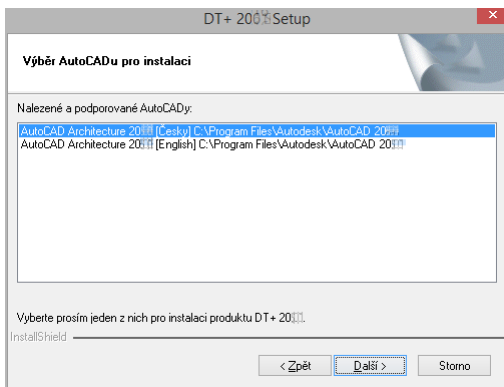 DT+ 20 Setup
Výběr AutoCADu pro instalaci
Nalezené a podporované AutoCADy:
AutoCAD Architecture 20 [Česky] C:\Program Files\Autodesk\AutoCAD 20
AutoCAD Architecture 20 [English] C:\Program Files\Autodesk\AutoCAD 20
Vyberte prosím jeden z nich pro instalaci produktu DT+ 20.
InstallShield
< Zpět Další > Storno